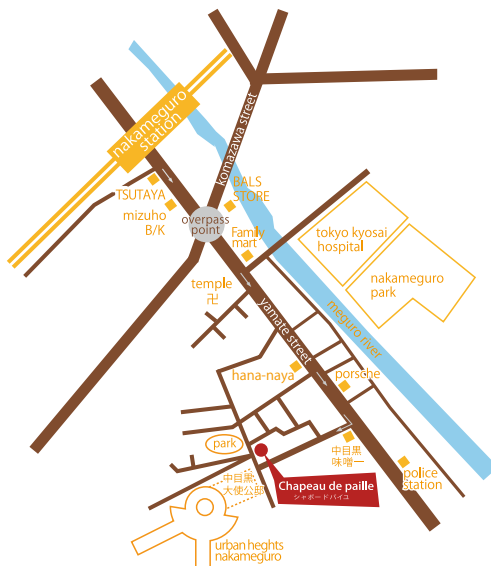 nakameguro
station
komazawa street
TSUTAYA
BALS
STORE
mizuho
B/K
overpass
point
Family
mart
tokyo kyosai
hospital
temple
卍
nakameguro
park
yamate street
meguro river
hana-naya
porsche
park
中目黒
味噌一
中目黒
大使公邸
Chapeau de paille
シャポードパイユ
police
station
urban heghts
nakameguro